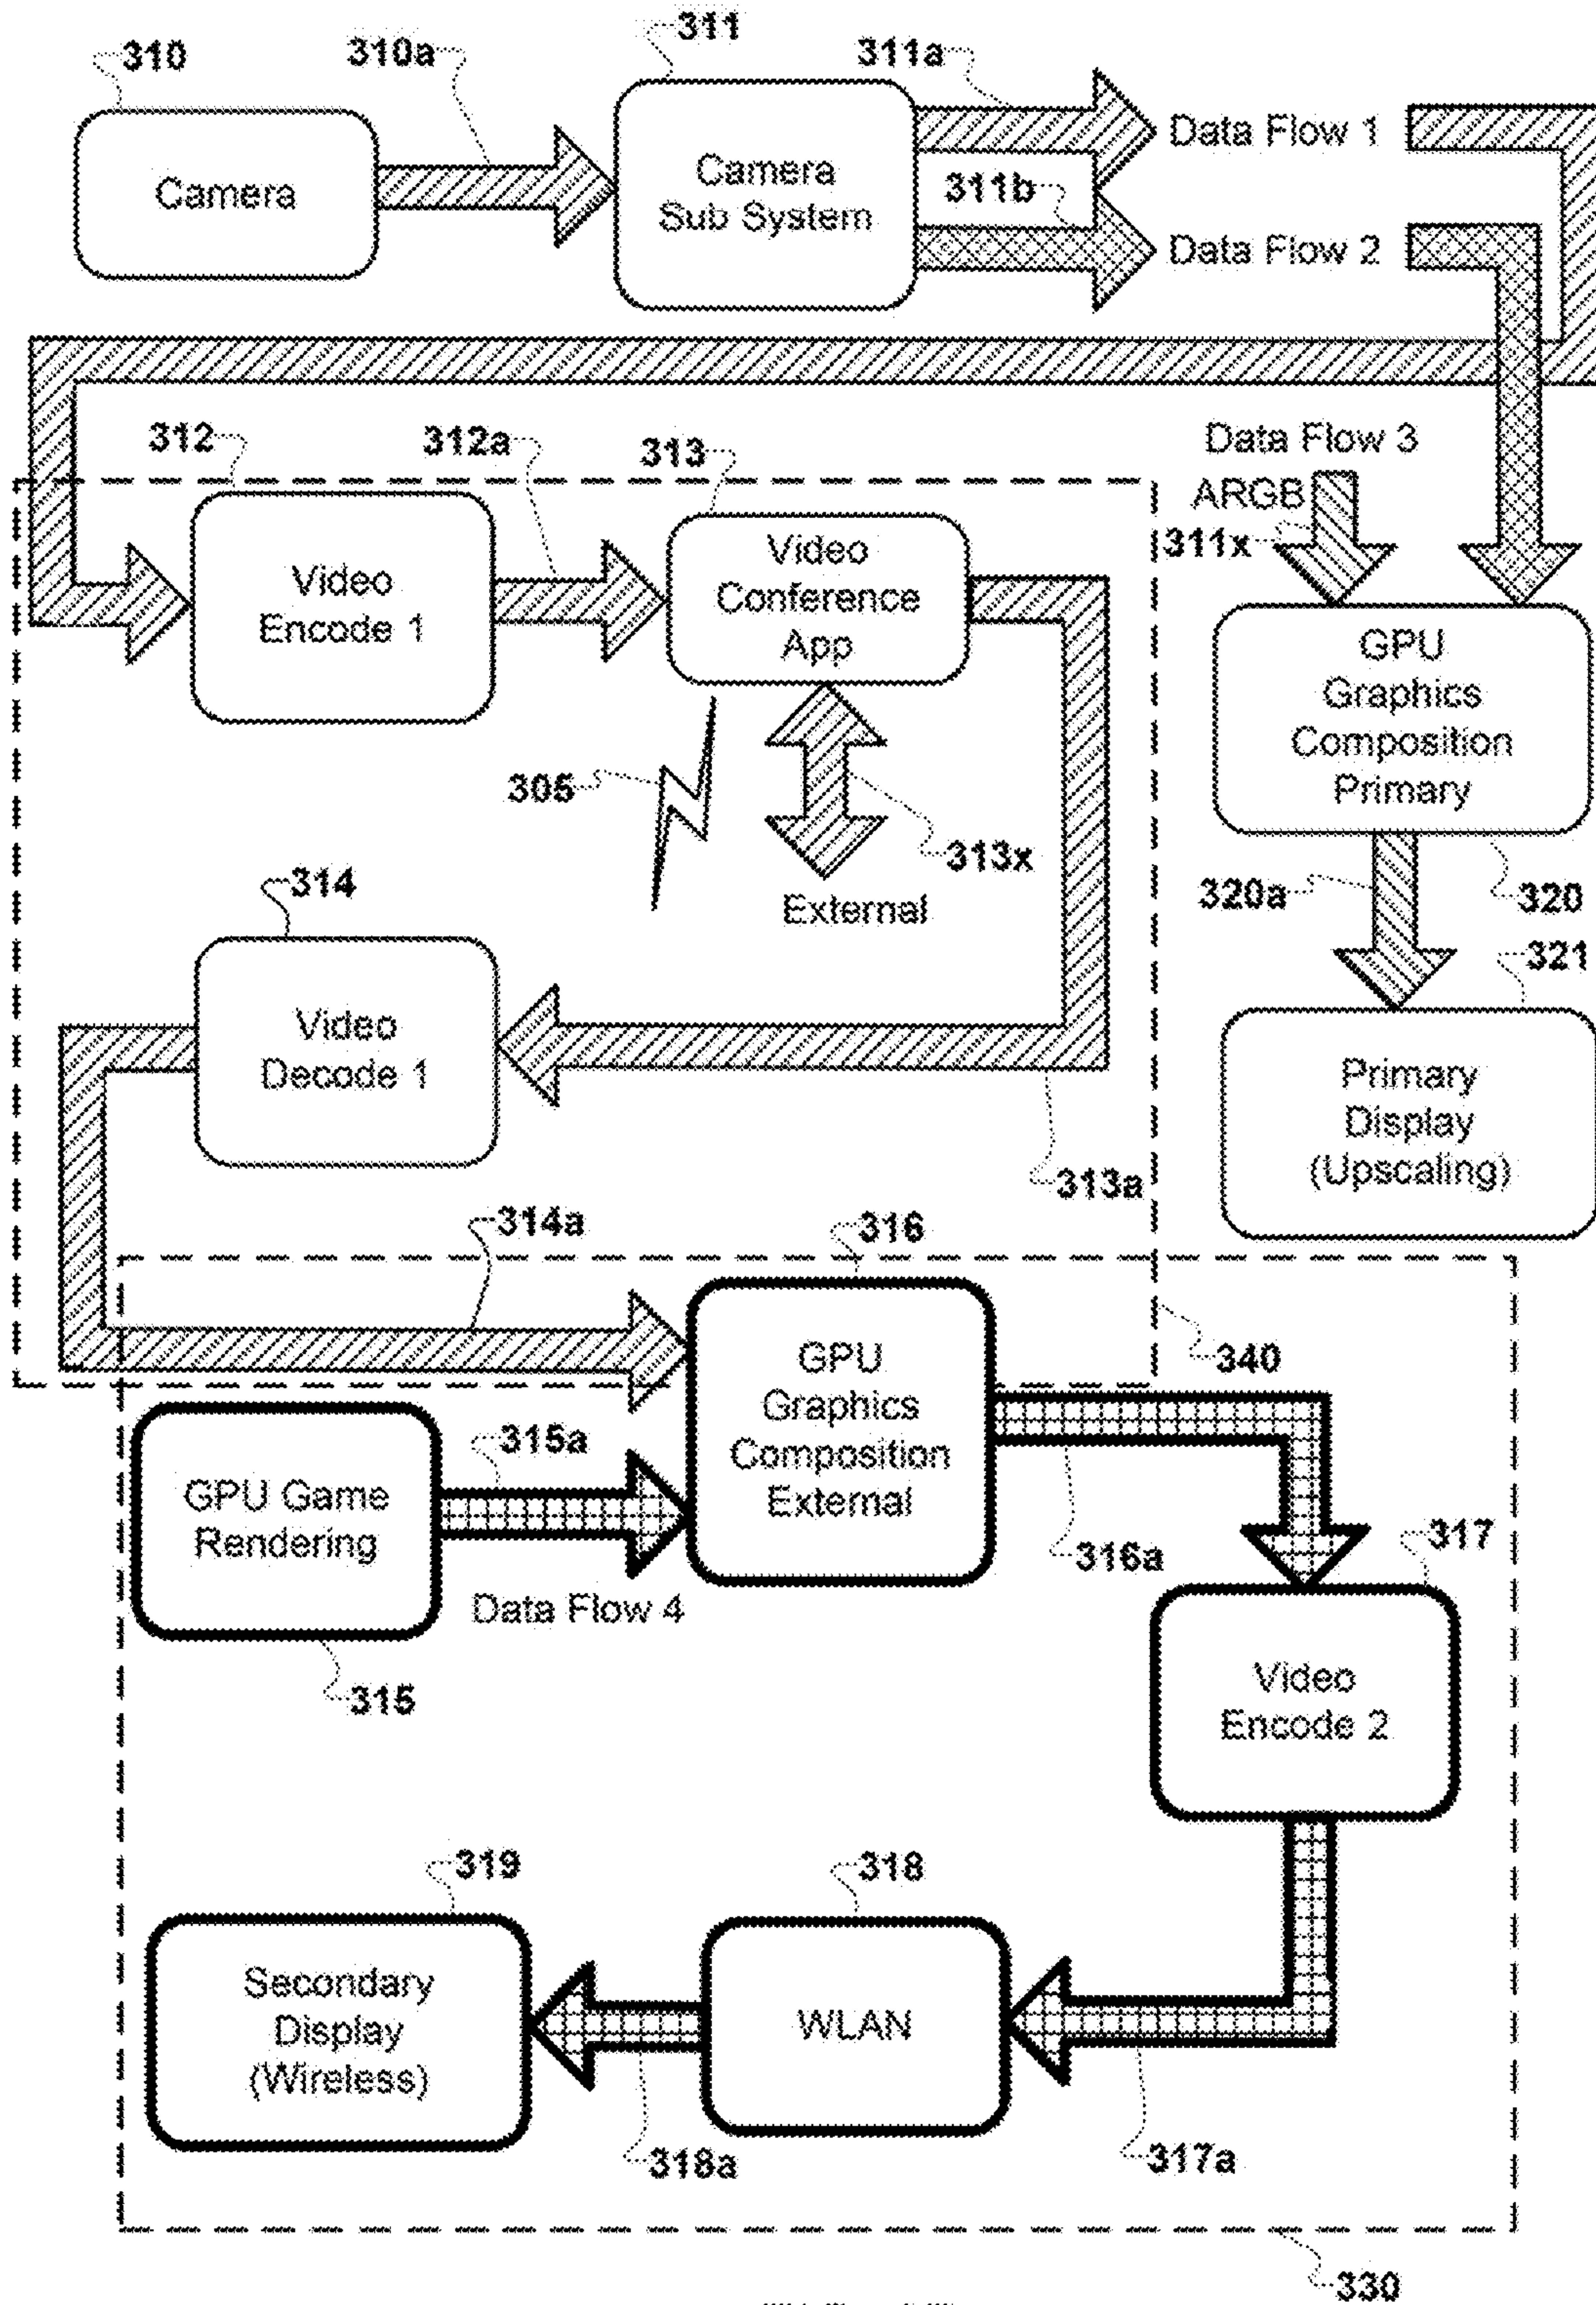 310
310a
311
311a
Camera
Camera
Sub System
Data Flow 1
311b
Data Flow 2
312
312a
313
Data Flow 3
ARGB
311x
Video
Encode 1
Video
Conference
App
GPU
Graphics
Composition
Primary
305
313x
External
320a
320
314
321
Video
Decode 1
Primary
Display
(Upscaling)
313a
314a
316
340
GPU
Graphics
Composition
External
315a
GPU Game
Rendering
Data Flow 4
316a
317
315
Video
Encode 2
319
318
Secondary
Display
(Wireless)
WLAN
318a
317a
330